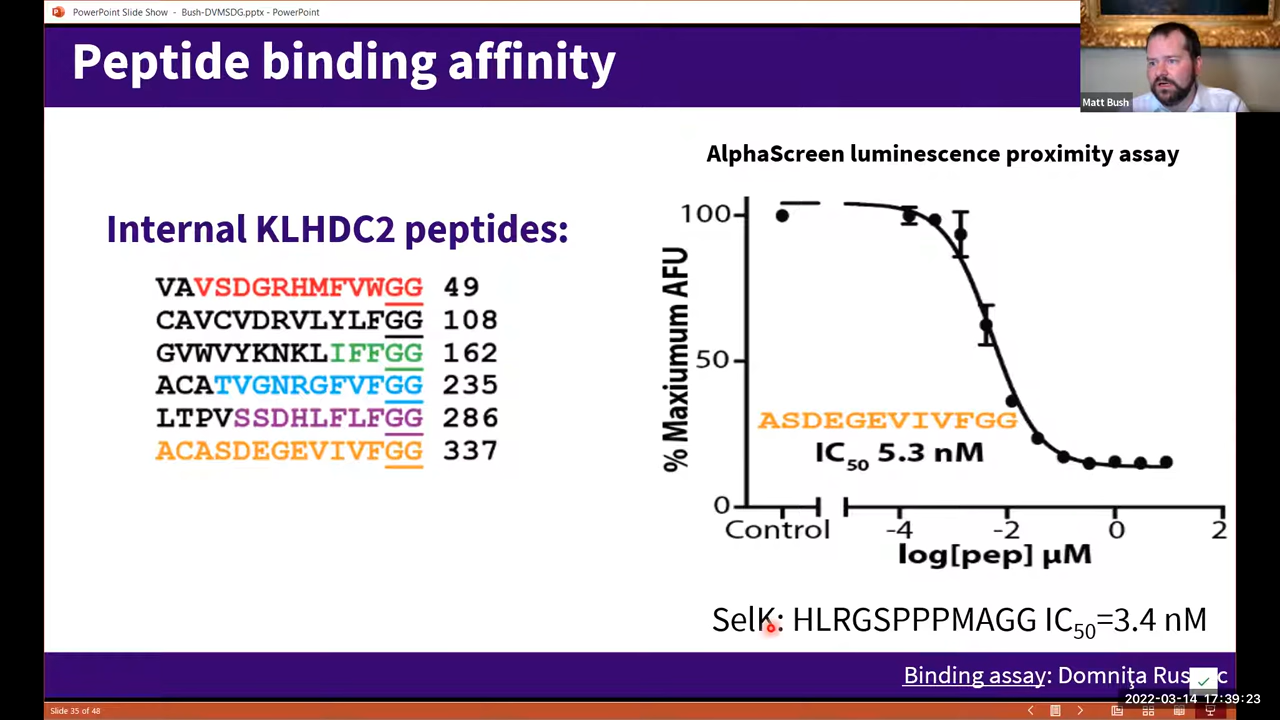 PowerPoint Slide Show - Bush-DVMSDG.pptx - PowerPoint
Peptide binding affinity
Matt Bush
AlphaScreen luminescence proximity assay
Internal KLHDC2 peptides:
VAVSDGRHMFVWGG 49
CAVCVDRVLYLFGG 108
GVWVYKNKLIFFGG 162
ACATVGNRGFVFGG 235
LTPVSSDHLFLFGG 286
ACASDEGEVIVFGG 337
% Maxiumum AFU
100
50
0
ASDEGEVIVFGG
IC50 5.3 nM
Control -4 -2 0 2
log[pep] µM
SelK: HLRGSPPPMAGG IC50=3.4 nM
Binding assay: Domniţa
2022-03-14 17:39:23
Slide 35 of 48